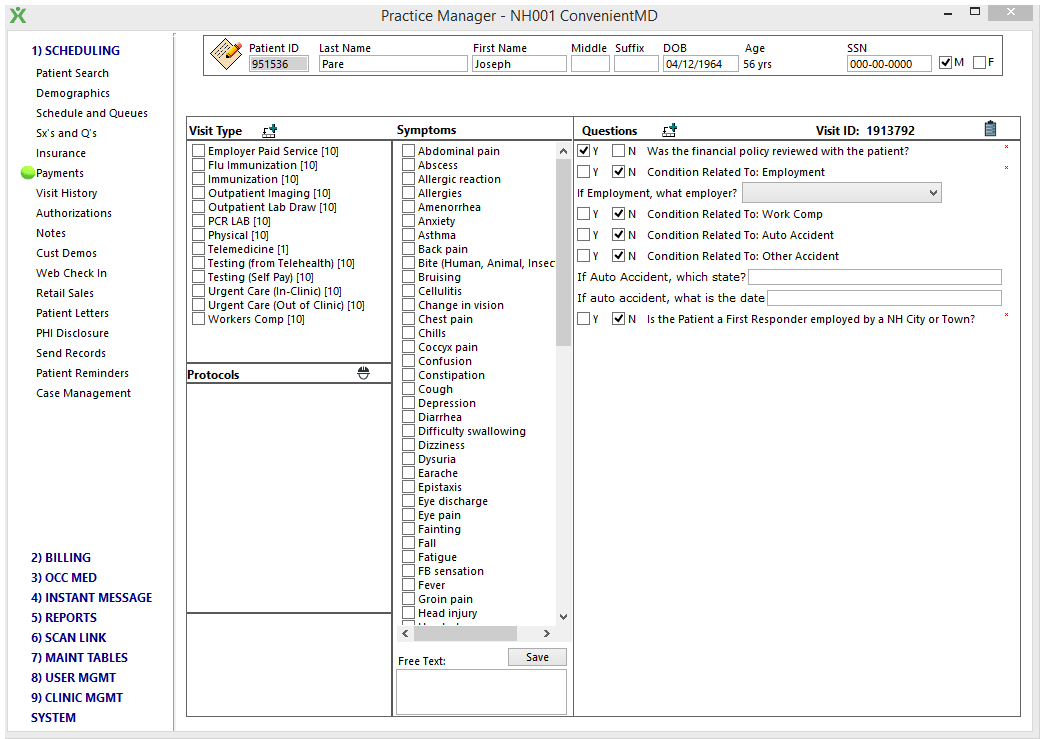 Practice Manager - NH001 ConvenientMD
1) SCHEDULING
Patient Search
Demographics
Schedule and Queues
Sx's and Q's
Insurance
Payments
Visit History
Authorizations
Notes
Cust Demos
Web Check In
Retail Sales
Patient Letters
PHI Disclosure
Send Records
Patient Reminders
Case Management
2) BILLING
3) OCC MED
4) INSTANT MESSAGE
5) REPORTS
6) SCAN LINK
7) MAINT TABLES
8) USER MGMT
9) CLINIC MGMT
SYSTEM
Patient ID Last Name First Name Middle Suffix DOB Age SSN
951536 Pare Joseph 04/12/1964 56 yrs 000-00-0000 M F
Visit Type
Employer Paid Service [10]
Flu Immunization [10]
Immunization [10]
Outpatient Imaging [10]
Outpatient Lab Draw [10]
PCR LAB [10]
Physical [10]
Telemedicine [1]
Testing (from Telehealth) [10]
Testing (Self Pay) [10]
Urgent Care (In-Clinic) [10]
Urgent Care (Out of Clinic) [10]
Workers Comp [10]
Protocols
Symptoms
Abdominal pain
Abscess
Allergic reaction
Allergies
Amenorrhea
Anxiety
Asthma
Back pain
Bite (Human, Animal, Insec
Bruising
Cellulitis
Change in vision
Chest pain
Chills
Coccyx pain
Confusion
Constipation
Cough
Depression
Diarrhea
Difficulty swallowing
Dizziness
Dysuria
Earache
Epistaxis
Eye discharge
Eye pain
Fainting
Fall
Fatigue
FB sensation
Fever
Groin pain
Head injury
Free Text: Save
Questions Visit ID: 1913792
Y N Was the financial policy reviewed with the patient? *
Y N Condition Related To: Employment *
If Employment, what employer?
Y N Condition Related To: Work Comp
Y N Condition Related To: Auto Accident
Y N Condition Related To: Other Accident
If Auto Accident, which state?
If auto accident, what is the date
Y N Is the Patient a First Responder employed by a NH City or Town? *